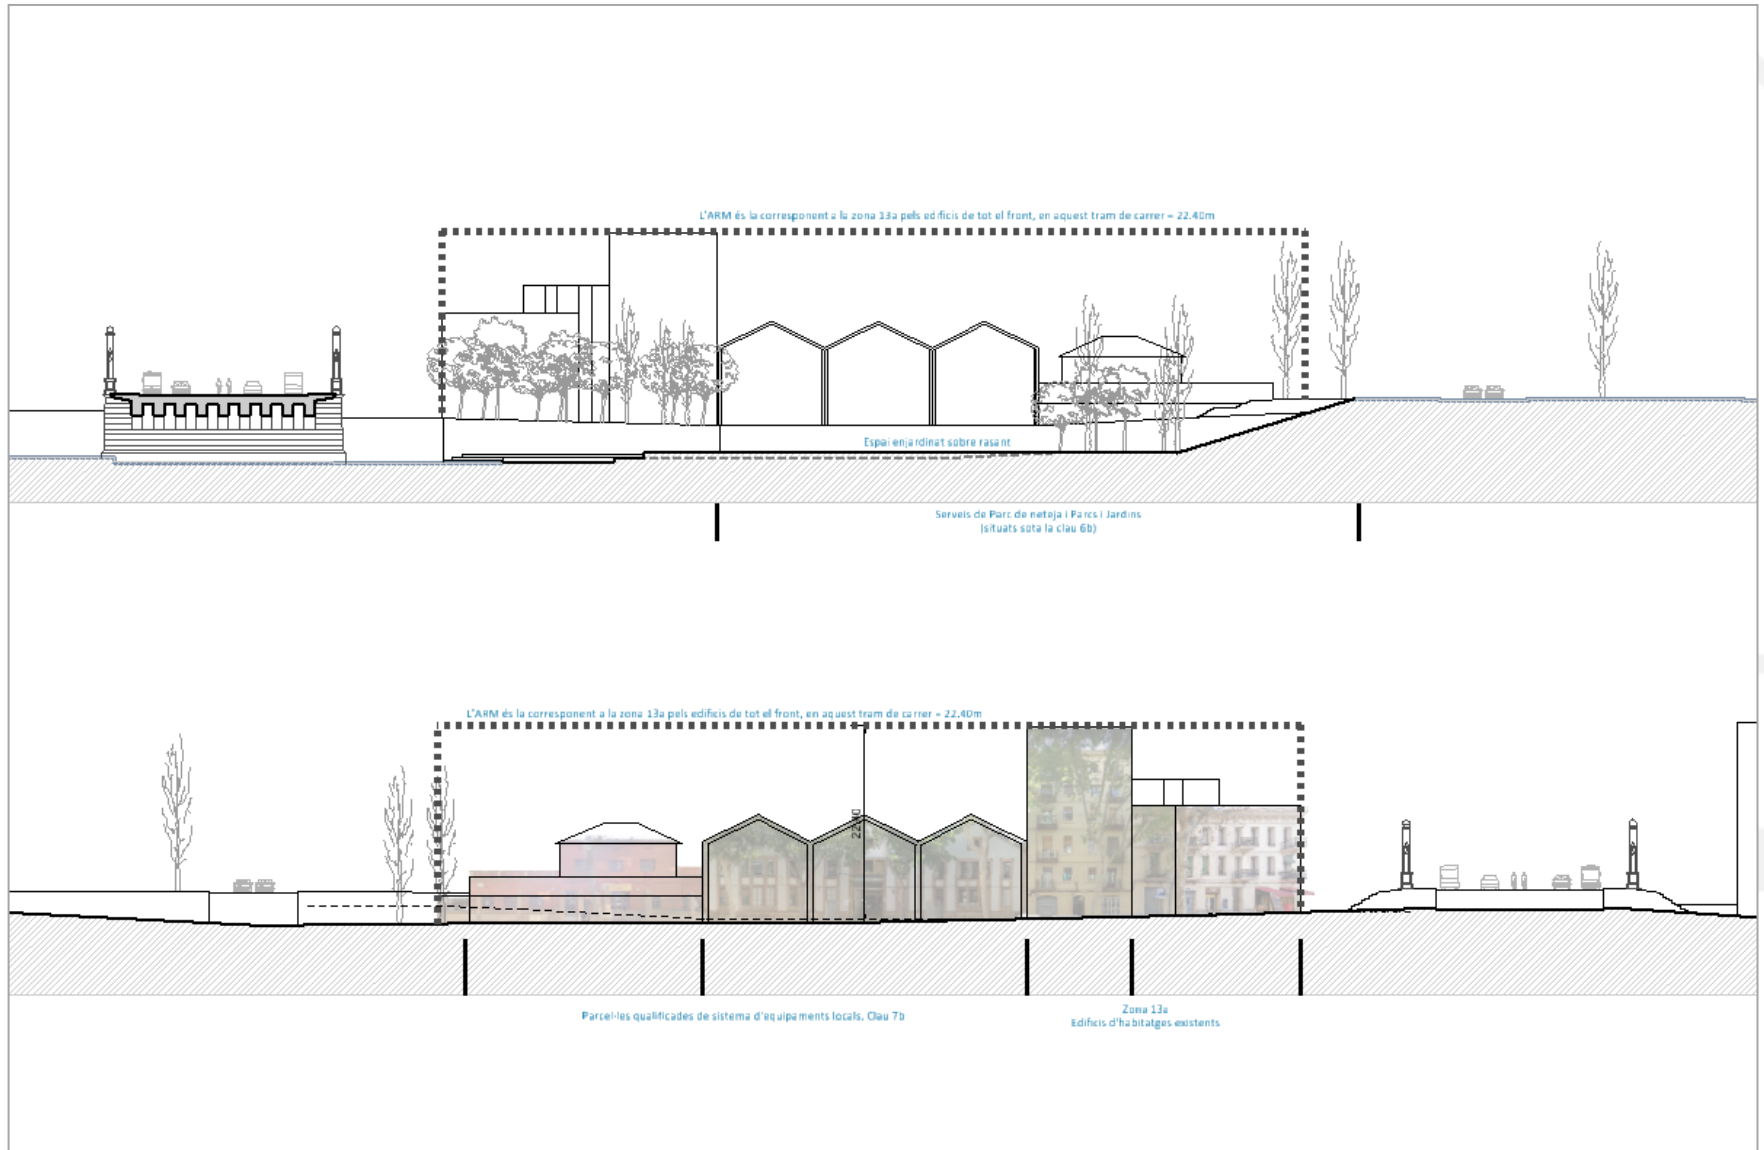 L'ARM és la corresponent a la zona 13a pels edificis de tot el front, en aquest tram de carrer = 22.40m
Espai enjardinat sobre rasant
Serveis de Parc de neteja i Parcs i Jardins
(situats sota la clau 6b)
L'ARM és la corresponent a la zona 13a pels edificis de tot el front, en aquest tram de carrer = 22.40m
22.40
Parcel·les qualificades de sistema d'equipaments locals, Clau 7b
Zona 13a
Edificis d'habitatges existents